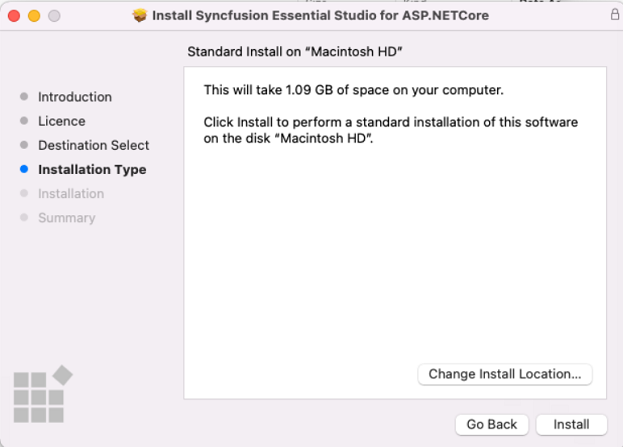 Install Syncfusion Essential Studio for ASP.NETCore
Standard Install on “Macintosh HD”
Introduction
Licence
Destination Select
Installation Type
Installation
Summary
This will take 1.09 GB of space on your computer.
Click Install to perform a standard installation of this software
on the disk “Macintosh HD”.
Change Install Location...
Go Back
Install